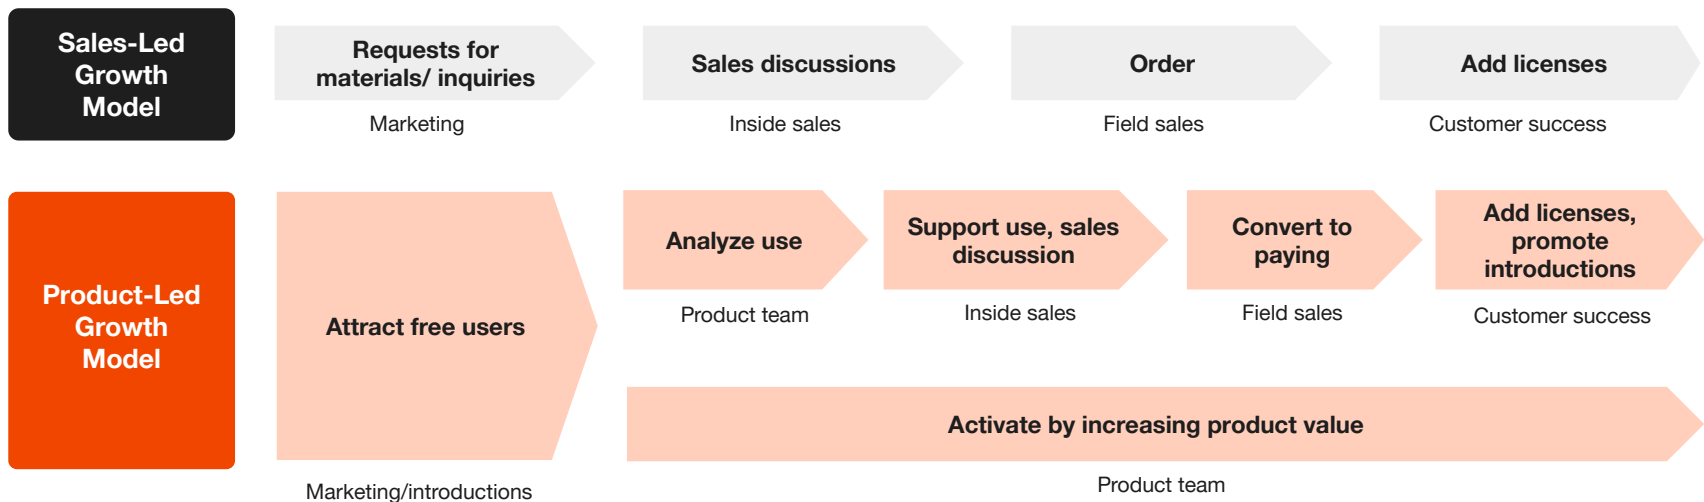 Sales-Led
Growth
Model
Requests for
materials/ inquiries
Marketing
Sales discussions
Inside sales
Order
Field sales
Add licenses
Customer success
Product-Led
Growth
Model
Attract free users
Marketing/introductions
Analyze use
Product team
Support use, sales
discussion
Inside sales
Convert to
paying
Field sales
Add licenses,
promote
introductions
Customer success
Activate by increasing product value
Product team